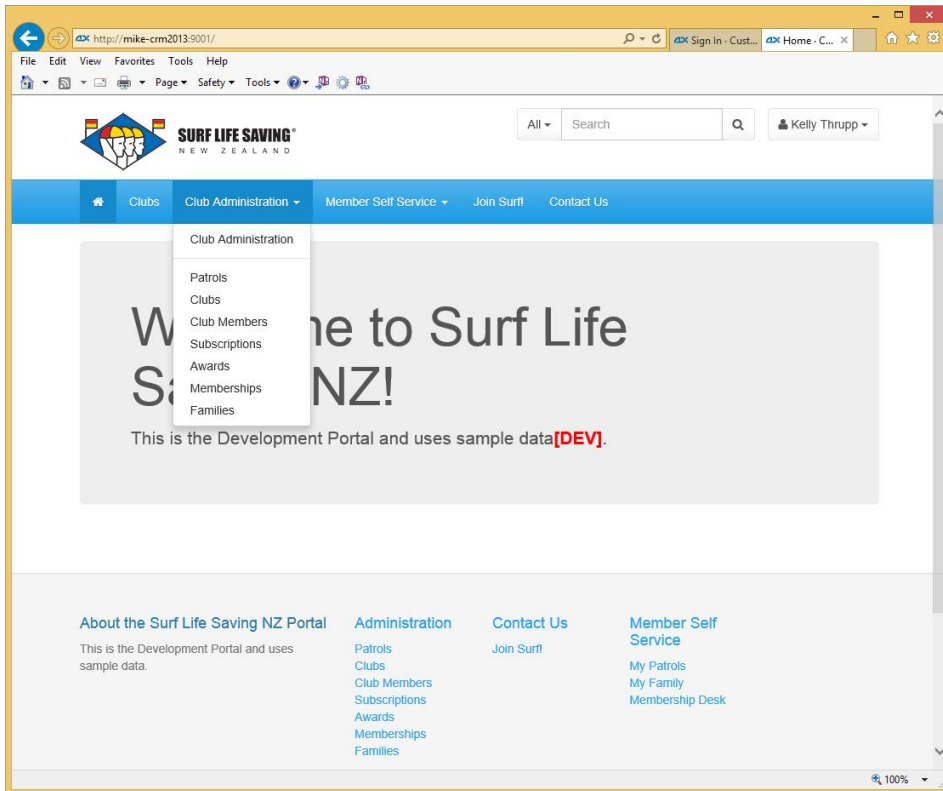 http://mike-crm2013:9001/
Sign In · Cust...
Home · C...
File Edit View Favorites Tools Help
Page Safety Tools
SURF LIFE SAVING®
NEW ZEALAND
All Search Kelly Thrupp
Clubs Club Administration Member Self Service Join Surf! Contact Us
Club Administration
Patrols
Clubs
Club Members
Subscriptions
Awards
Memberships
Families
W ne to Surf Life
S NZ!
This is the Development Portal and uses sample data[DEV].
About the Surf Life Saving NZ Portal
This is the Development Portal and uses
sample data.
Administration
Patrols
Clubs
Club Members
Subscriptions
Awards
Memberships
Families
Contact Us
Join Surf!
Member Self
Service
My Patrols
My Family
Membership Desk
100%